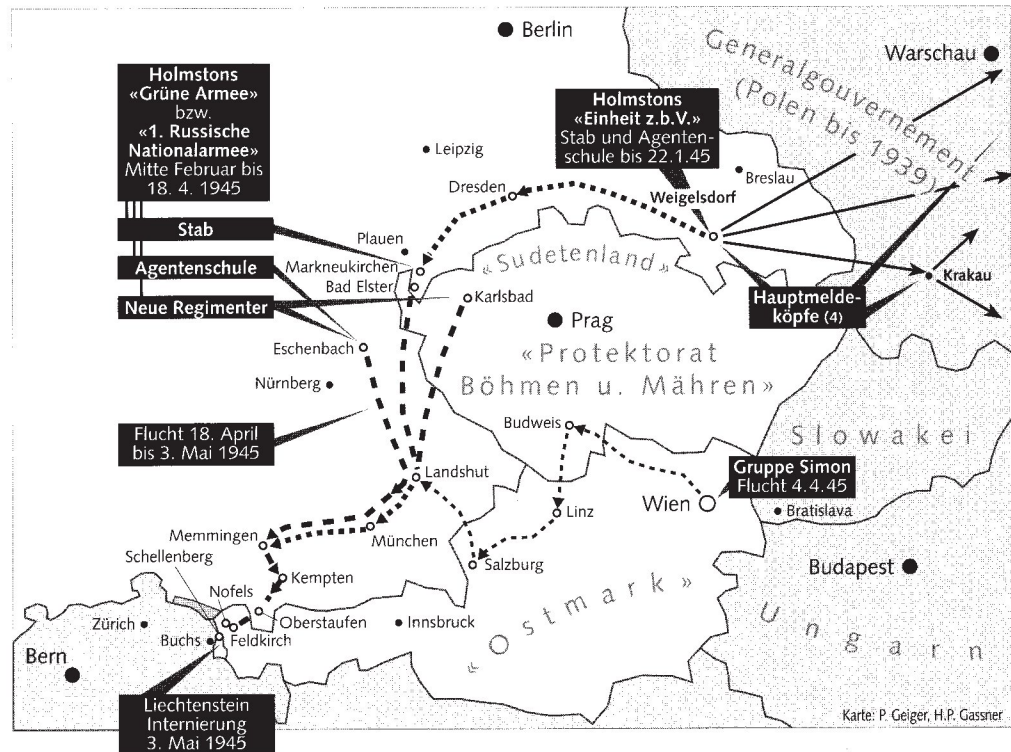 Berlin
Warschau
Generalgouvernement
(Polen bis 1939)
Holmstons
«Grüne Armee»
bzw.
«1. Russische
Nationalarmee»
Mitte Februar bis
18. 4. 1945
Holmstons
«Einheit z.b.V.»
Stab und Agenten-
schule bis 22.1.45
Leipzig
Dresden
Breslau
Weigelsdorf
Stab
Plauen
Markneukirchen
Bad Elster
«Sudetenland»
Agentenschule
Karlsbad
Krakau
Neue Regimenter
Hauptmelde-
köpfe (4)
Prag
Eschenbach
«Protektorat
Böhmen u. Mähren»
Nürnberg
Budweis
Flucht 18. April
bis 3. Mai 1945
Slowakei
Landshut
Gruppe Simon
Flucht 4.4.45
Wien
Linz
Bratislava
Memmingen
München
Schellenberg
Salzburg
Budapest
Kempten
Nofels
Oberstaufen
«Ostmark»
Ungarn
Zürich
Innsbruck
Buchs
Feldkirch
Bern
Liechtenstein
Internierung
3. Mai 1945
Karte: P. Geiger, H.P. Gassner